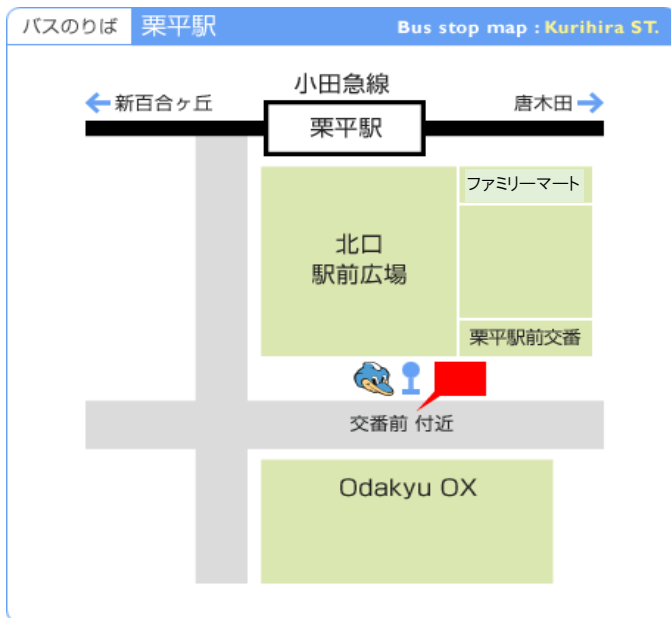 バスのりば 栗平駅 Bus stop map : Kurihira ST.
小田急線
新百合ヶ丘 唐木田
栗平駅
ファミリーマート
北口
駅前広場
栗平駅前交番
交番前 付近
Odakyu OX